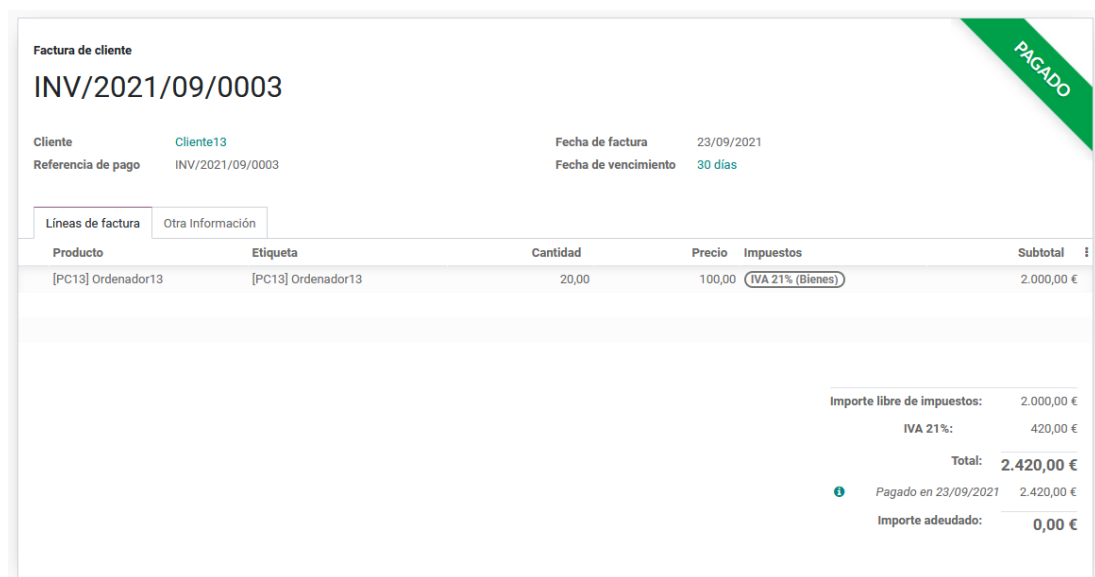 PAGADO
Factura de cliente
INV/2021/09/0003
Cliente Cliente13 Fecha de factura 23/09/2021
Referencia de pago INV/2021/09/0003 Fecha de vencimiento 30 días
Líneas de factura Otra Información
Producto Etiqueta Cantidad Precio Impuestos Subtotal
[PC13] Ordenador13 [PC13] Ordenador13 20,00 100,00 IVA 21% (Bienes) 2.000,00 €
Importe libre de impuestos: 2.000,00 €
IVA 21%: 420,00 €
Total: 2.420,00 €
Pagado en 23/09/2021 2.420,00 €
Importe adeudado: 0,00 €